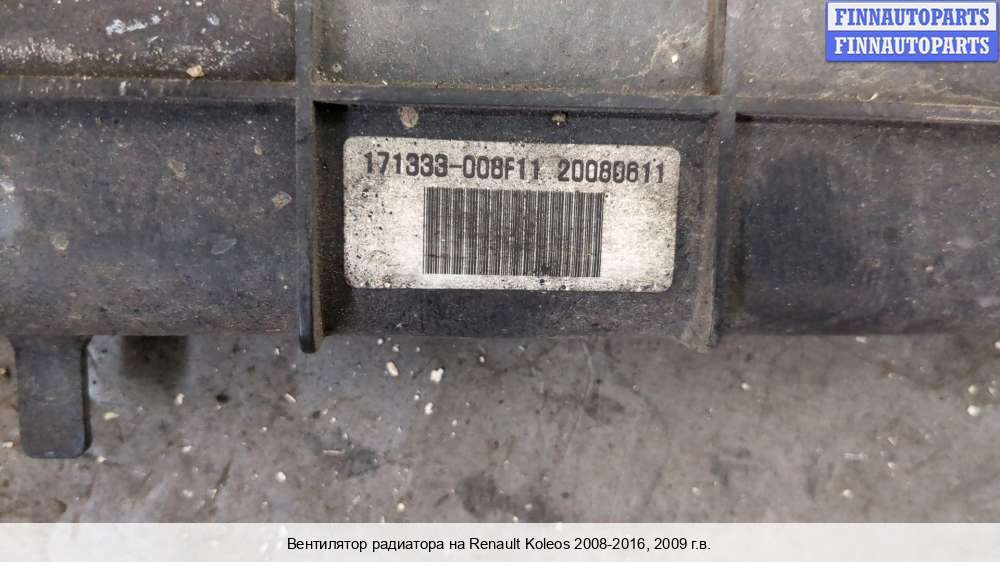 FINNAUTOPARTS
FINNAUTOPARTS
171333-008F11 20080611
Вентилятор радиатора на Renault Koleos 2008-2016, 2009 г.в.